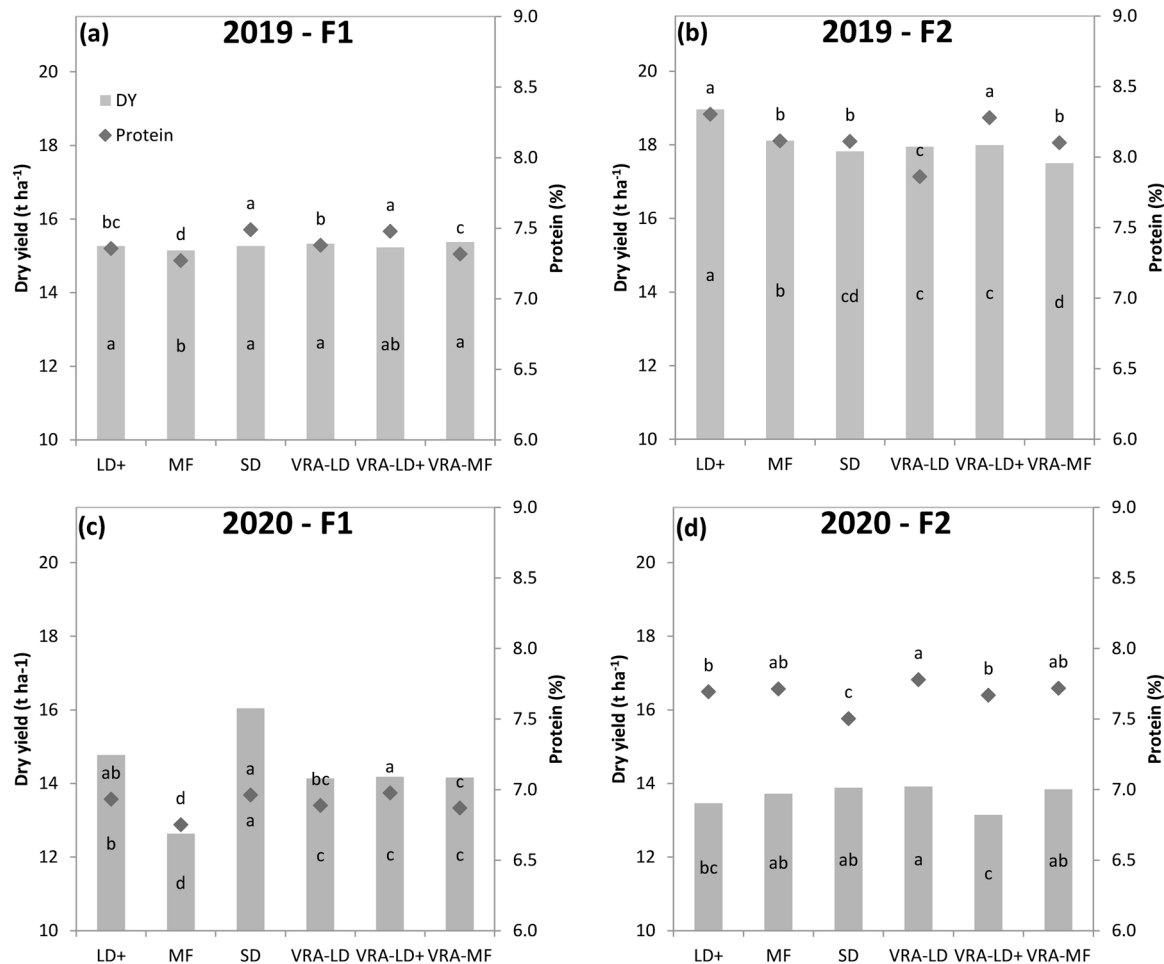 (a)
2019 - F1
20
18
16
14
12
10
Dry yield (t ha-1)
DY
Protein
bc
d
a
b
a
c
a
b
a
a
ab
a
9.0
8.5
8.0
7.5
7.0
6.5
6.0
Protein (%)
LD+ MF SD VRA-LD VRA-LD+ VRA-MF
(b)
2019 - F2
20
18
16
14
12
10
Dry yield (t ha-1)
a
b
b
c
a
b
a
b
cd
c
c
d
9.0
8.5
8.0
7.5
7.0
6.5
6.0
Protein (%)
LD+ MF SD VRA-LD VRA-LD+ VRA-MF
(c)
2020 - F1
20
18
16
14
12
10
Dry yield (t ha-1)
ab
d
a
bc
a
c
b
d
a
c
c
c
9.0
8.5
8.0
7.5
7.0
6.5
6.0
Protein (%)
LD+ MF SD VRA-LD VRA-LD+ VRA-MF
(d)
2020 - F2
20
18
16
14
12
10
Dry yield (t ha-1)
b
ab
c
a
b
ab
bc
ab
ab
a
c
ab
9.0
8.5
8.0
7.5
7.0
6.5
6.0
Protein (%)
LD+ MF SD VRA-LD VRA-LD+ VRA-MF